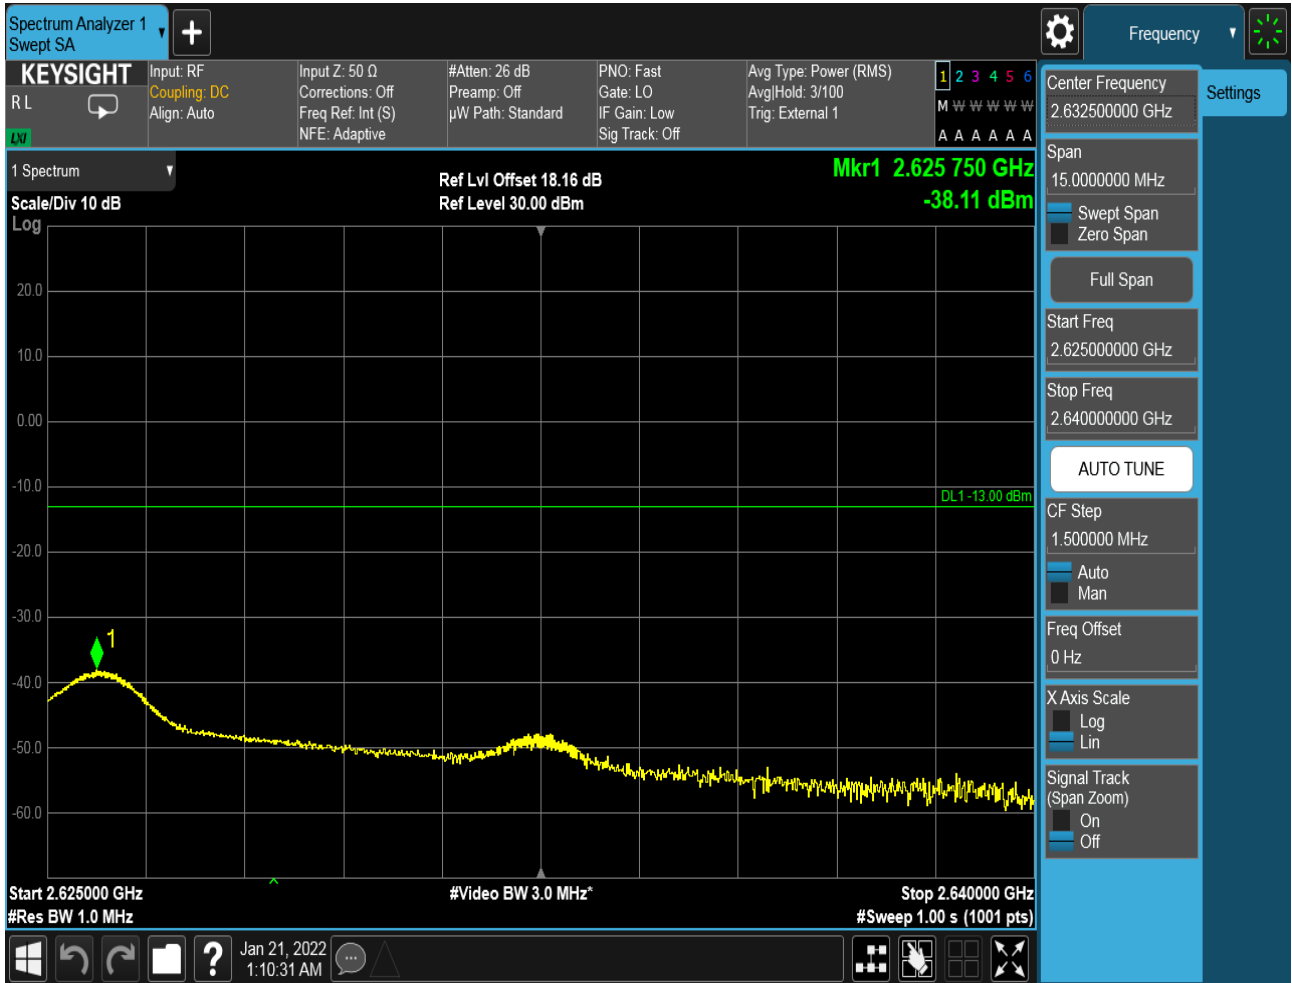 Spectrum Analyzer 1
Swept SA
Frequency
KEYSIGHT
R L
LXI
Input: RF
Coupling: DC
Align: Auto
Input Z: 50 Ω
Corrections: Off
Freq Ref: Int (S)
NFE: Adaptive
#Atten: 26 dB
Preamp: Off
µW Path: Standard
PNO: Fast
Gate: LO
IF Gain: Low
Sig Track: Off
Avg Type: Power (RMS)
Avg|Hold: 3/100
Trig: External 1
1 2 3 4 5 6
M W W W W W
A A A A A A
1 Spectrum
Scale/Div 10 dB
Log
Ref Lvl Offset 18.16 dB
Ref Level 30.00 dBm
Mkr1 2.625 750 GHz
-38.11 dBm
20.0
10.0
0.00
-10.0
DL1 -13.00 dBm
-20.0
-30.0
1
-40.0
-50.0
-60.0
Start 2.625000 GHz
#Res BW 1.0 MHz
#Video BW 3.0 MHz*
Stop 2.640000 GHz
#Sweep 1.00 s (1001 pts)
Jan 21, 2022
1:10:31 AM
?
Center Frequency
2.632500000 GHz
Settings
Span
15.0000000 MHz
Swept Span
Zero Span
Full Span
Start Freq
2.625000000 GHz
Stop Freq
2.640000000 GHz
AUTO TUNE
CF Step
1.500000 MHz
Auto
Man
Freq Offset
0 Hz
X Axis Scale
Log
Lin
Signal Track
(Span Zoom)
On
Off